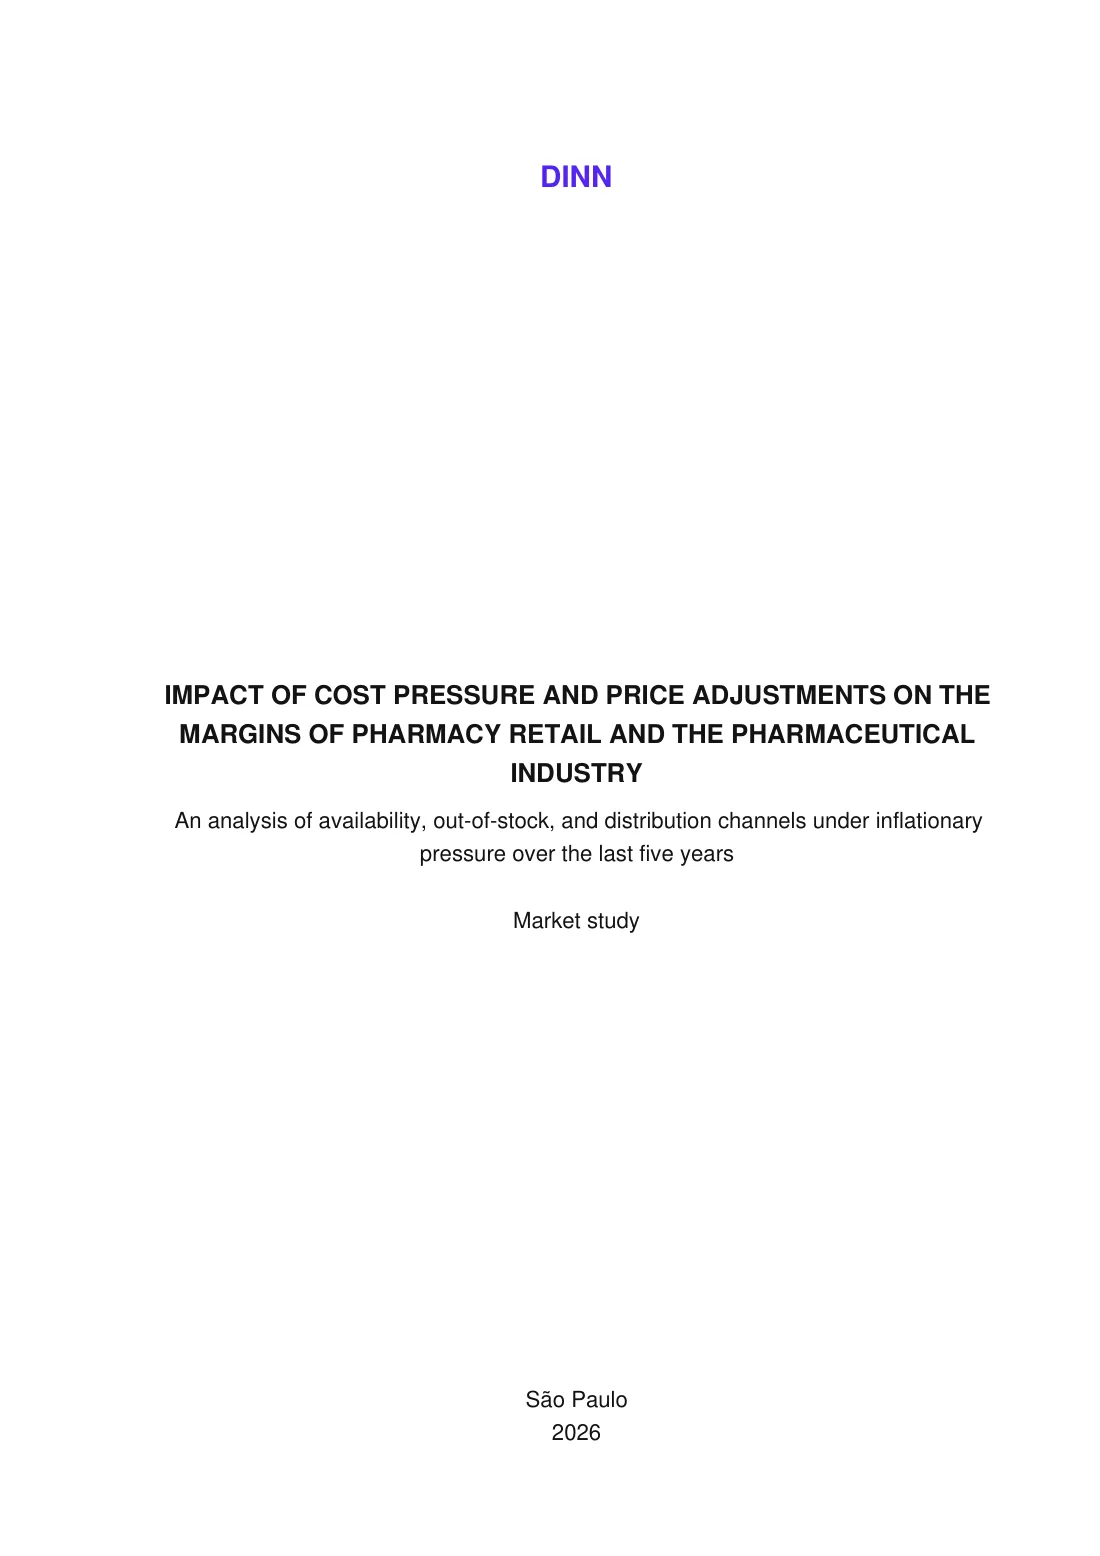 DINN
IMPACT OF COST PRESSURE AND PRICE ADJUSTMENTS ON THE
MARGINS OF PHARMACY RETAIL AND THE PHARMACEUTICAL
INDUSTRY
An analysis of availability, out-of-stock, and distribution channels under inflationary
pressure over the last five years
Market study
São Paulo
2026